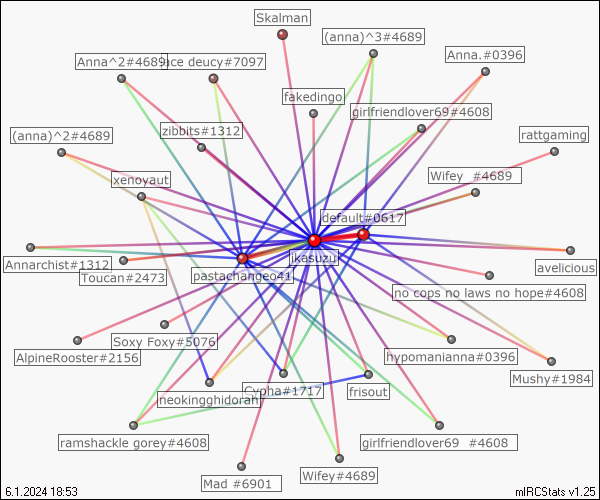 Skalman
(anna)^3#4689
Anna^2#4689
nce deucy#7097
Anna.#0396
fakedingo
girlfriendlover69#4608
zibbits#1312
(anna)^2#4689
rattgaming
xenoyaut
Wifey #4689
default#0617
jkasuzu
pastachangeo41
Annarchist#1312
Toucan#2473
avelicious
no cops no laws no hope#4608
Soxy Foxy#5076
AlpineRooster#2156
hypomanianna#0396
Mushy#1984
Cypha#1717
neokingghidorah
frisout
ramshackle gorey#4608
girlfriendlover69 #4608
Mad #6901
Wifey#4689
6.1.2024 18:53
mIRCStats v1.25